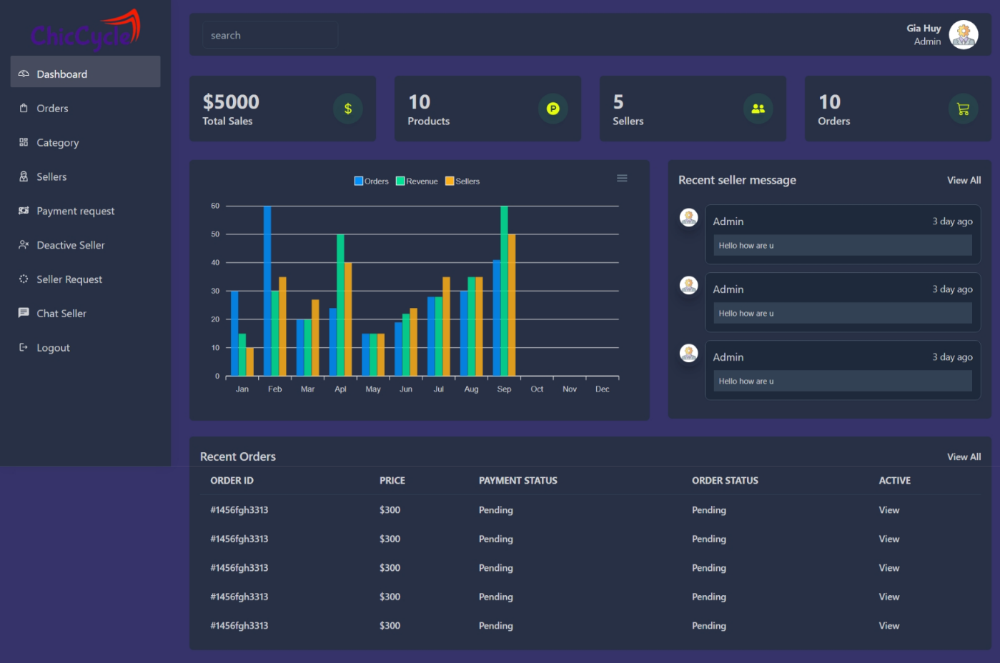 ChicCycle
Dashboard
Orders
Category
Sellers
Payment request
Deactive Seller
Seller Request
Chat Seller
Logout
search
Gia Huy
Admin
$5000
Total Sales
$
10
Products
P
5
Sellers
10
Orders
Orders Revenue Sellers
60
50
40
30
20
10
0
Jan Feb Mar Apl May Jun Jul Aug Sep Oct Nov Dec
Recent seller message View All
Admin 3 day ago
Hello how are u
Admin 3 day ago
Hello how are u
Admin 3 day ago
Hello how are u
Recent Orders View All
ORDER ID PRICE PAYMENT STATUS ORDER STATUS ACTIVE
#1456fgh3313 $300 Pending Pending View
#1456fgh3313 $300 Pending Pending View
#1456fgh3313 $300 Pending Pending View
#1456fgh3313 $300 Pending Pending View
#1456fgh3313 $300 Pending Pending View